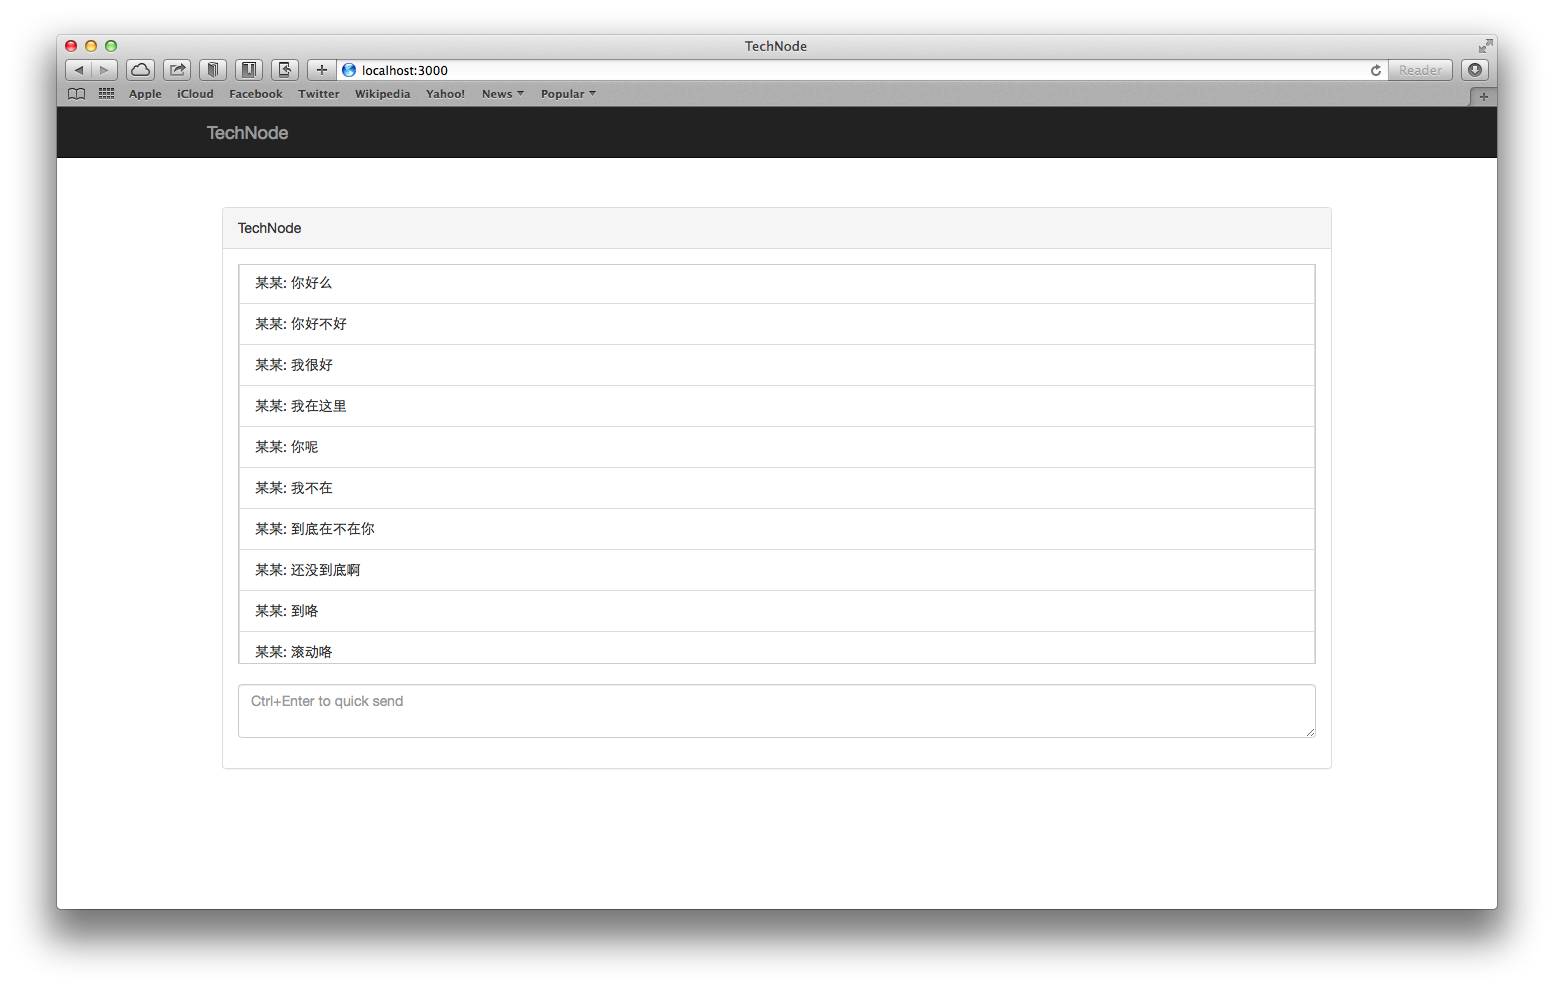 TechNode
localhost:3000
Reader
Apple iCloud Facebook Twitter Wikipedia Yahoo! News Popular
TechNode
TechNode
某某: 你好么
某某: 你好不好
某某: 我很好
某某: 我在这里
某某: 你呢
某某: 我不在
某某: 到底在不在你
某某: 还没到底啊
某某: 到咯
某某: 滚动咯
Ctrl+Enter to quick send